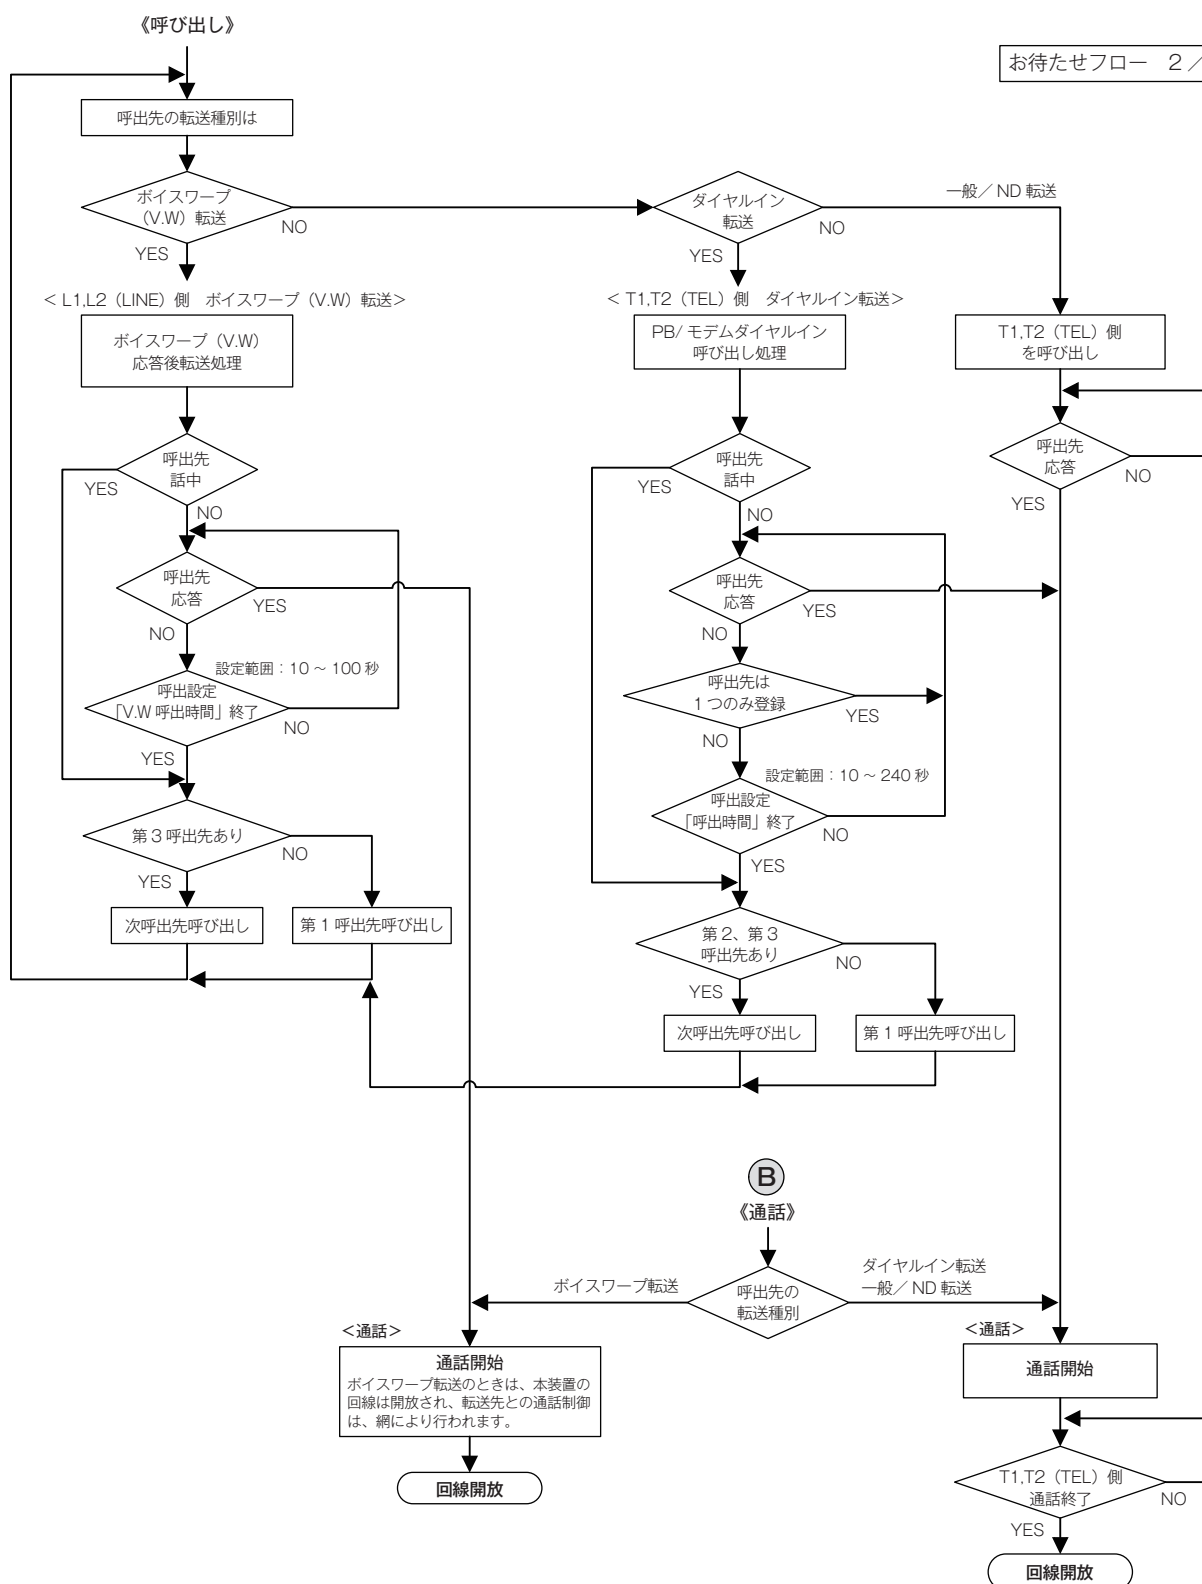 《呼び出し》
お待たせフロー　2／
呼出先の転送種別は
ボイスワープ
（V.W）転送
NO
YES
ダイヤルイン
転送
NO
YES
一般／ND 転送
＜L1,L2（LINE）側　ボイスワープ（V.W）転送＞
＜T1,T2（TEL）側　ダイヤルイン転送＞
ボイスワープ（V.W）
応答後転送処理
PB/ モデムダイヤルイン
呼び出し処理
T1,T2（TEL）側
を呼び出し
呼出先
話中
YES
NO
呼出先
話中
YES
NO
呼出先
応答
NO
YES
呼出先
応答
YES
NO
呼出先
応答
YES
NO
設定範囲：10 ～ 100 秒
呼出設定
「V.W 呼出時間」終了
NO
YES
呼出先は
1 つのみ登録
YES
NO
設定範囲：10 ～ 240 秒
呼出設定
「呼出時間」終了
NO
YES
第 3 呼出先あり
NO
YES
次呼出先呼び出し
第 1 呼出先呼び出し
第 2、第 3
呼出先あり
NO
YES
次呼出先呼び出し
第 1 呼出先呼び出し
B
《通話》
呼出先の
転送種別
ボイスワープ転送
ダイヤルイン転送
一般／ND 転送
＜通話＞
通話開始
ボイスワープ転送のときは、本装置の
回線は開放され、転送先との通話制御
は、網により行われます。
回線開放
＜通話＞
通話開始
T1,T2（TEL）側
通話終了
NO
YES
回線開放